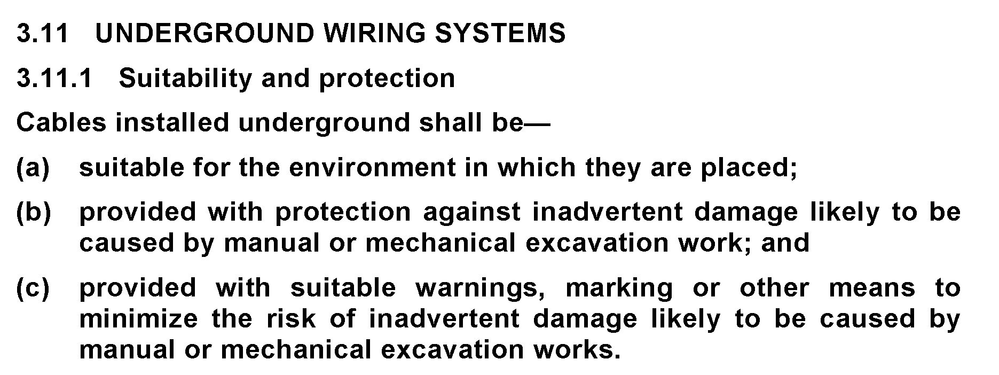 3.11 UNDERGROUND WIRING SYSTEMS
3.11.1 Suitability and protection
Cables installed underground shall be—
(a) suitable for the environment in which they are placed;
(b) provided with protection against inadvertent damage likely to be
caused by manual or mechanical excavation work; and
(c) provided with suitable warnings, marking or other means to
minimize the risk of inadvertent damage likely to be caused by
manual or mechanical excavation works.